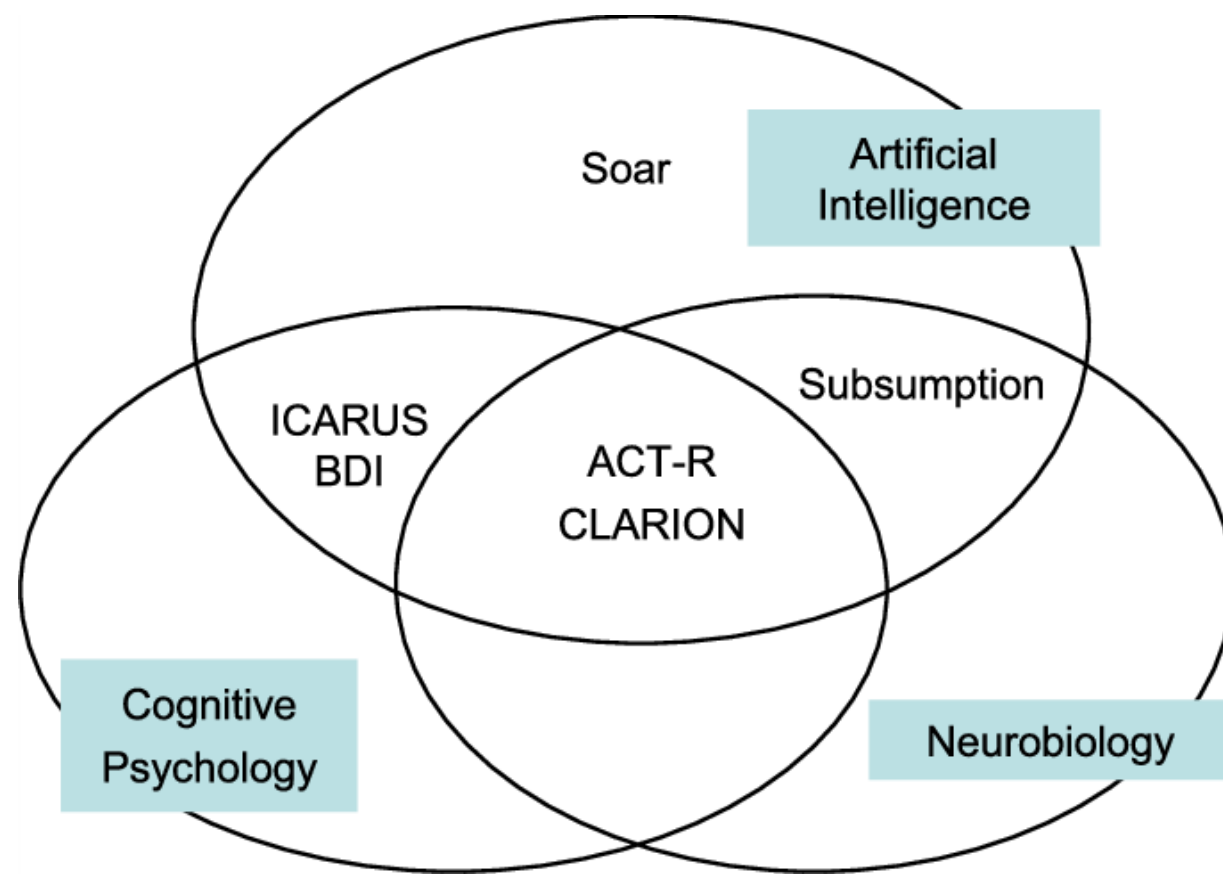 Soar
Artificial
Intelligence
Subsumption
ICARUS
BDI
ACT-R
CLARION
Cognitive
Psychology
Neurobiology